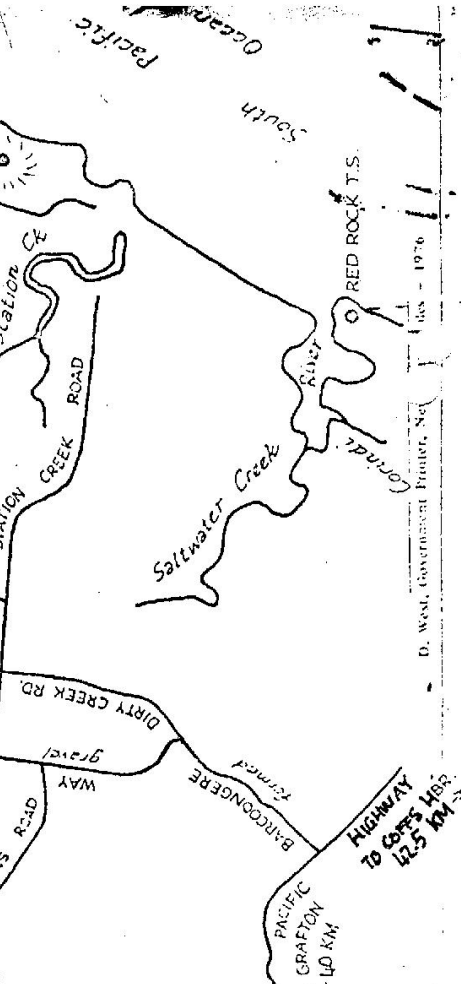 Pacific
Ocean
South
RED ROCK T.S.
Station Ck
River
Corindi
Saltwater Creek
STATION CREEK ROAD
DIRTY CREEK RD.
gravel
WAY
formed
BARCOONGERE
ROAD
HIGHWAY
TO COFFS HBR.
42.5 KM
PACIFIC
GRAFTON
40 KM
D. West, Government Printer, - 1976